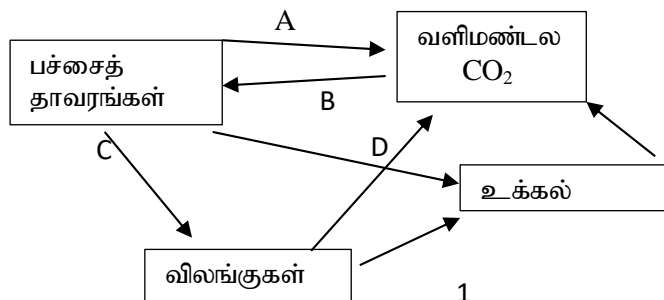 A
வளிமண்டல
CO₂
பச்சைத்
தாவரங்கள்
B
C
D
உக்கல்
விலங்குகள்
1